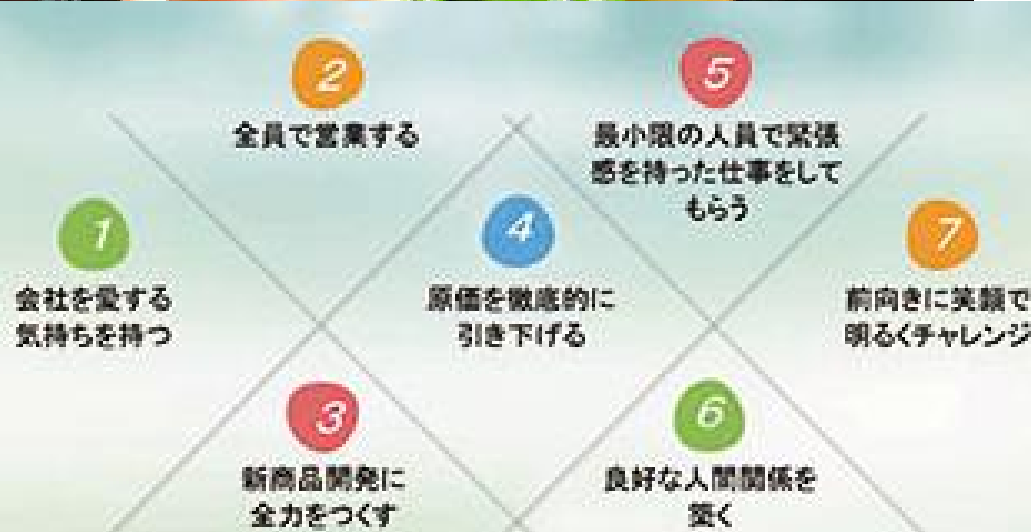 1
会社を愛する
気持ちを持つ
2
全員で営業する
3
新商品開発に
全力をつくす
4
原価を徹底的に
引き下げる
5
最小限の人員で緊張
感を持った仕事をして
もらう
6
良好な人間関係を
築く
7
前向きに笑顔で
明るくチャレンジ